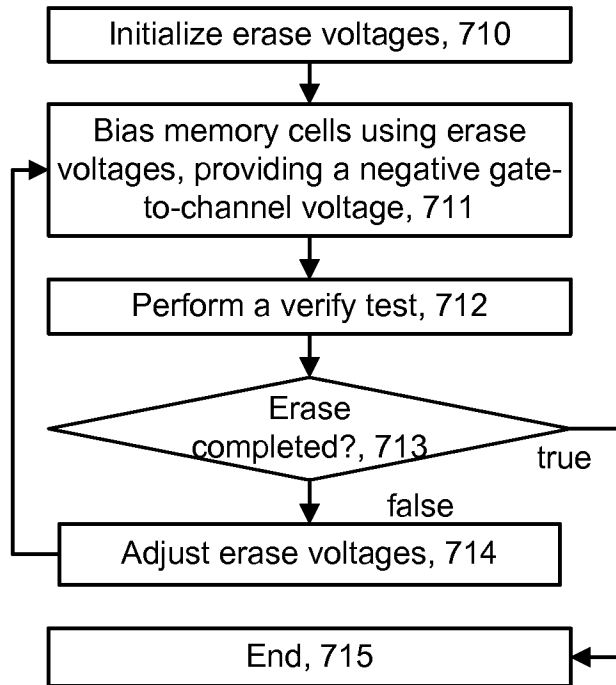 Initialize erase voltages, 710
Bias memory cells using erase
voltages, providing a negative gate-
to-channel voltage, 711
Perform a verify test, 712
Erase
completed?, 713
true
false
Adjust erase voltages, 714
End, 715